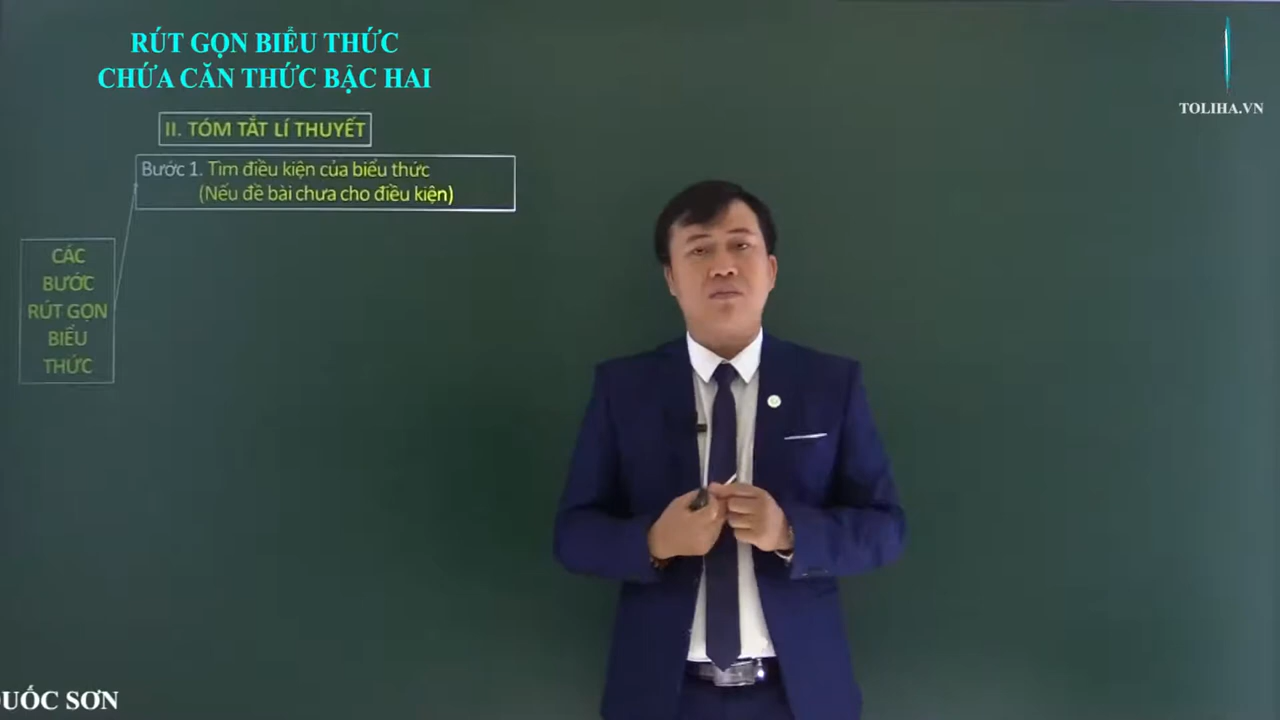 RÚT GỌN BIỂU THỨC
CHỨA CĂN THỨC BẬC HAI
TOLIHA.VN
II. TÓM TẮT LÍ THUYẾT
Bước 1. Tìm điều kiện của biểu thức
(Nếu đề bài chưa cho điều kiện)
CÁC
BƯỚC
RÚT GỌN
BIỂU
THỨC
SƠN